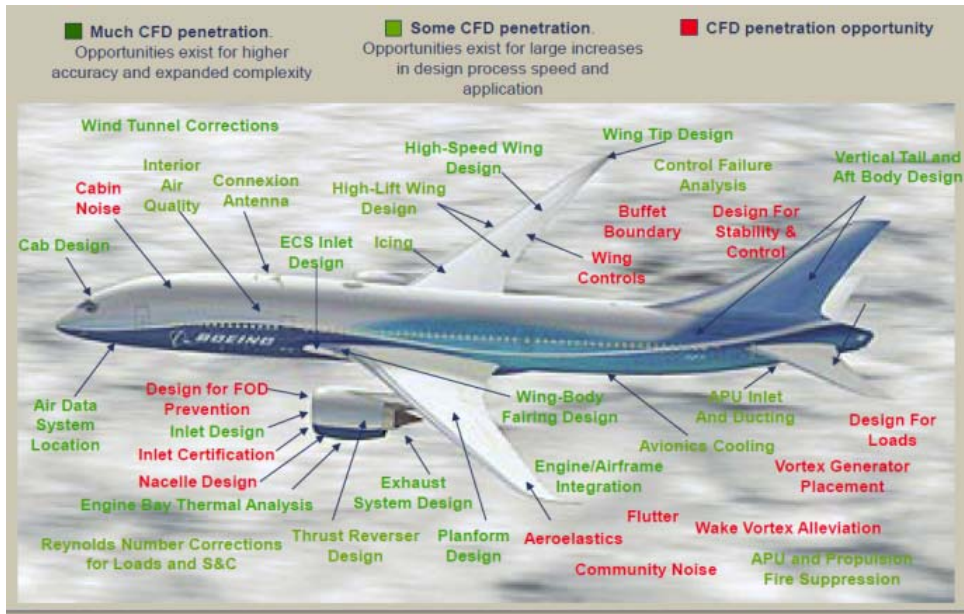 Much CFD penetration.
Opportunities exist for higher
accuracy and expanded complexity
Some CFD penetration.
Opportunities exist for large increases
in design process speed and
application
CFD penetration opportunity
Wind Tunnel Corrections
Interior
Air
Quality
Cabin
Noise
Connexion
Antenna
Cab Design
High-Speed Wing
Design
High-Lift Wing
Design
Icing
ECS Inlet
Design
Wing Tip Design
Control Failure
Analysis
Vertical Tail and
Aft Body Design
Buffet
Boundary
Design For
Stability &
Control
Wing
Controls
BOEING
Air Data
System
Location
Design for FOD
Prevention
Inlet Design
Inlet Certification
Nacelle Design
Engine Bay Thermal Analysis
Reynolds Number Corrections
for Loads and S&C
Exhaust
System Design
Thrust Reverser
Design
Planform
Design
Wing-Body
Fairing Design
APU Inlet
And Ducting
Avionics Cooling
Engine/Airframe
Integration
Aeroelastics
Flutter
Community Noise
Design For
Loads
Vortex Generator
Placement
Wake Vortex Alleviation
APU and Propulsion
Fire Suppression